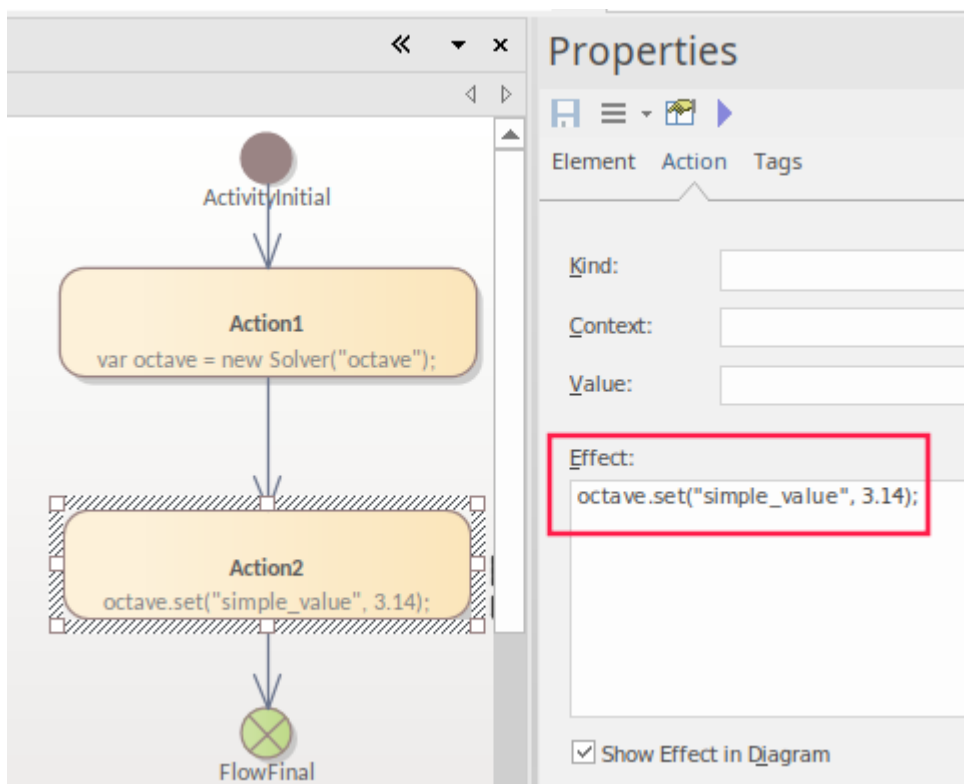 ActivityInitial
Action1
var octave = new Solver("octave");
Action2
octave.set("simple_value", 3.14);
FlowFinal
Properties
Element Action Tags
Kind:
Context:
Value:
Effect:
octave.set("simple_value", 3.14);
Show Effect in Diagram